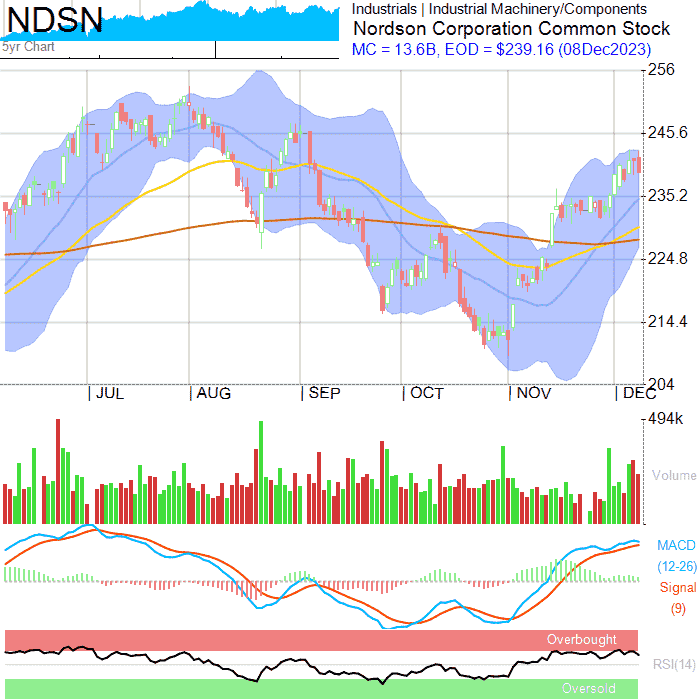 NDSN
5yr Chart
Industrials | Industrial Machinery/Components
Nordson Corporation Common Stock
MC = 13.6B, EOD = $239.16 (08Dec2023)
256
245.6
235.2
224.8
214.4
204
JUL AUG SEP OCT NOV DEC
494k
Volume
MACD
(12-26)
Signal
(9)
Overbought
RSI(14)
Oversold